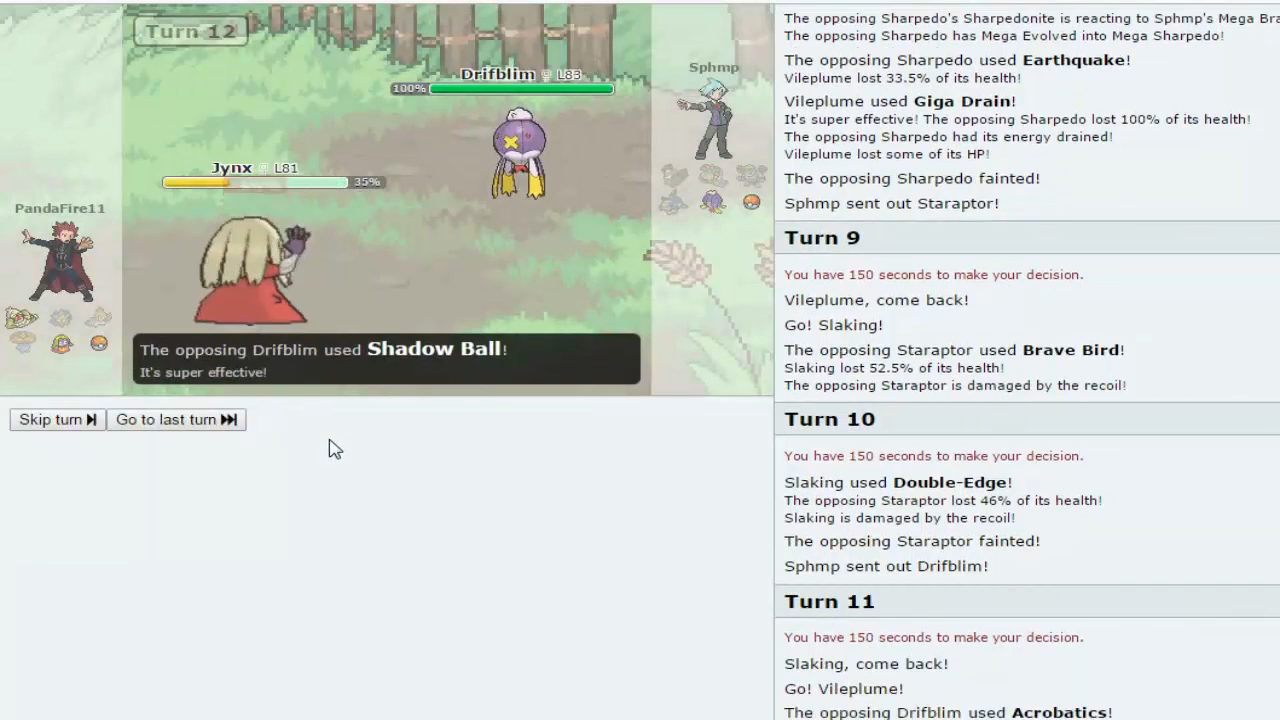 Turn 12
Drifblim L83
100%
Sphmp
Jynx L81
35%
PandaFire11
The opposing Drifblim used Shadow Ball!
It's super effective!
Skip turn
Go to last turn
The opposing Sharpedo's Sharpedonite is reacting to Sphmp's Mega Bra
The opposing Sharpedo has Mega Evolved into Mega Sharpedo!
The opposing Sharpedo used Earthquake!
Vileplume lost 33.5% of its health!
Vileplume used Giga Drain!
It's super effective! The opposing Sharpedo lost 100% of its health!
The opposing Sharpedo had its energy drained!
Vileplume lost some of its HP!
The opposing Sharpedo fainted!
Sphmp sent out Staraptor!
Turn 9
You have 150 seconds to make your decision.
Vileplume, come back!
Go! Slaking!
The opposing Staraptor used Brave Bird!
Slaking lost 52.5% of its health!
The opposing Staraptor is damaged by the recoil!
Turn 10
You have 150 seconds to make your decision.
Slaking used Double-Edge!
The opposing Staraptor lost 46% of its health!
Slaking is damaged by the recoil!
The opposing Staraptor fainted!
Sphmp sent out Drifblim!
Turn 11
You have 150 seconds to make your decision.
Slaking, come back!
Go! Vileplume!
The opposing Drifblim used Acrobatics!